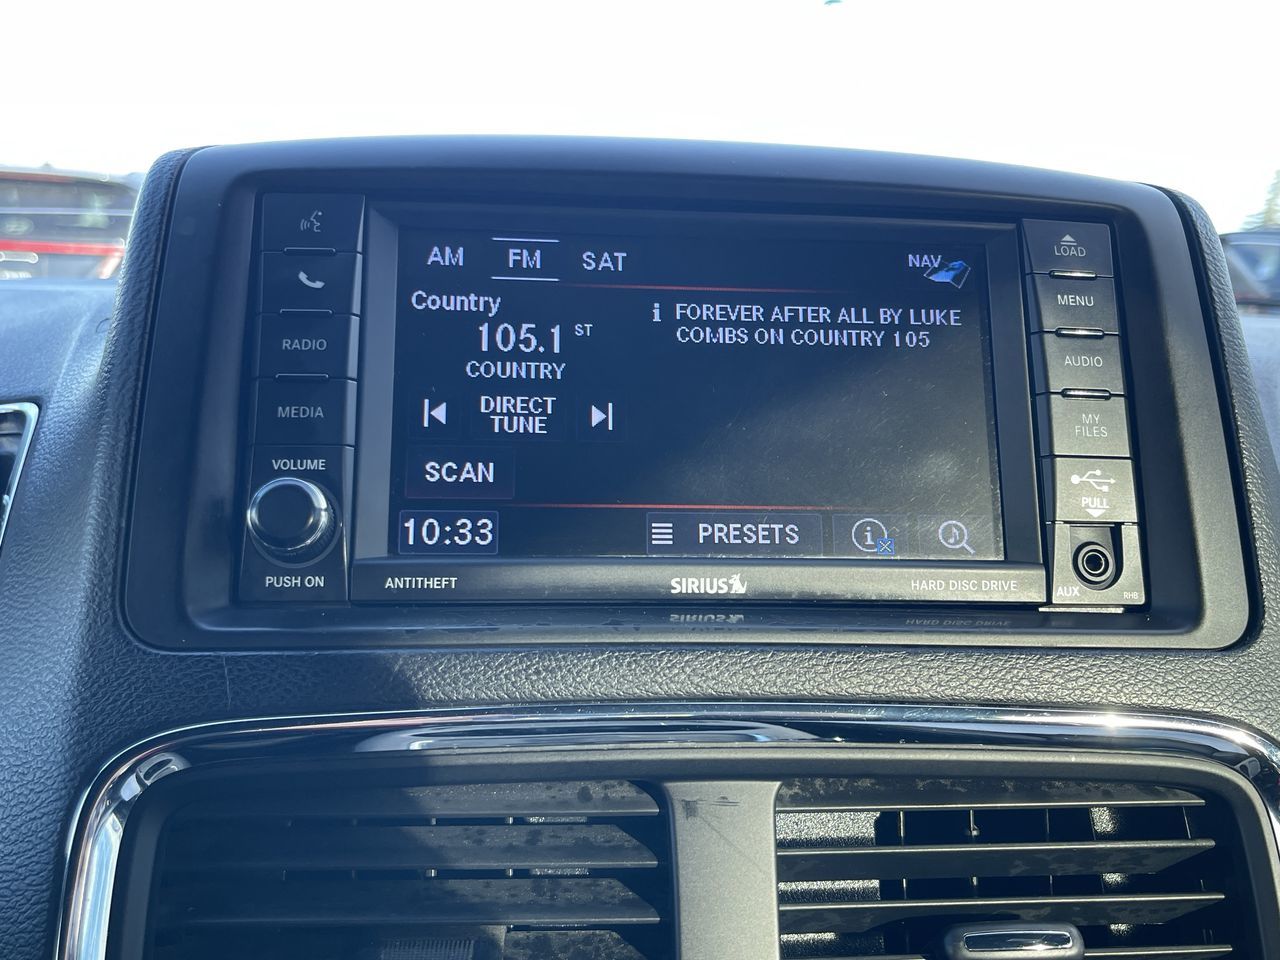 AM FM SAT
NAV
Country
105.1 ST
COUNTRY
DIRECT
TUNE
SCAN
i FOREVER AFTER ALL BY LUKE
COMBS ON COUNTRY 105
10:33
PRESETS
i
RADIO
MEDIA
VOLUME
PUSH ON
LOAD
MENU
AUDIO
MY
FILES
PULL
AUX
RHB
ANTITHEFT
SIRIUS
HARD DISC DRIVE